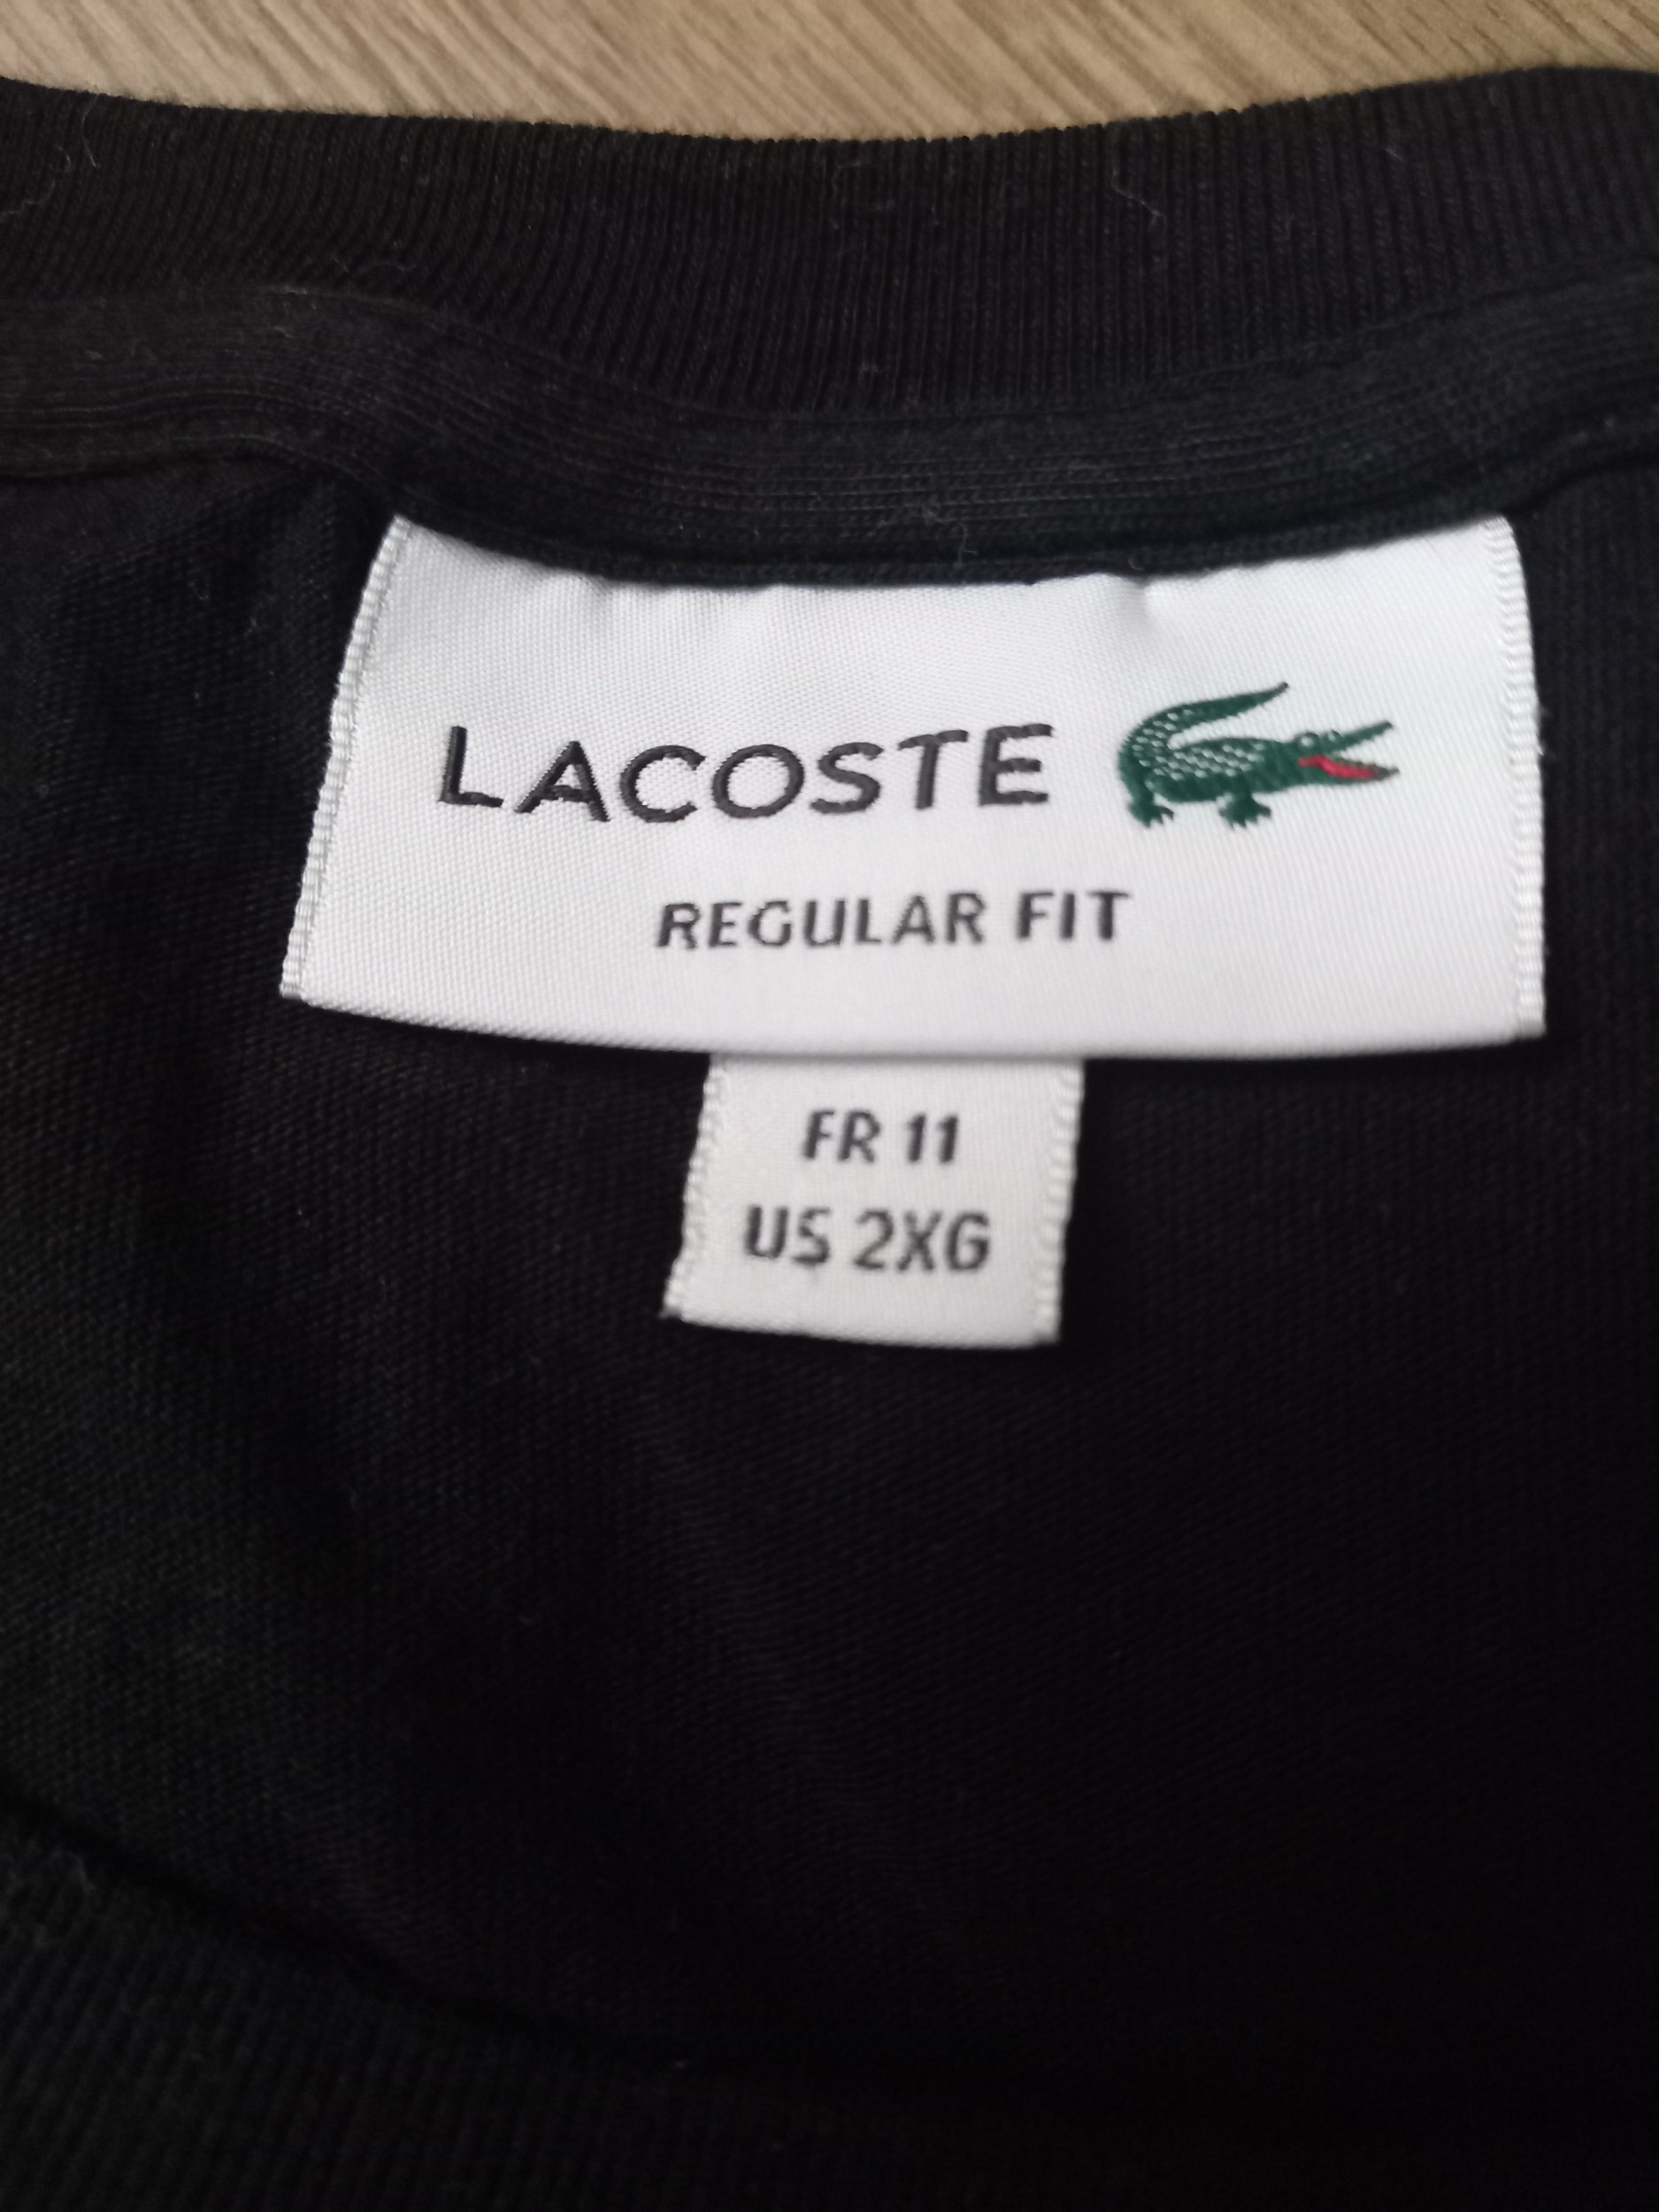 LACOSTE
REGULAR FIT
FR 11
US 2XG